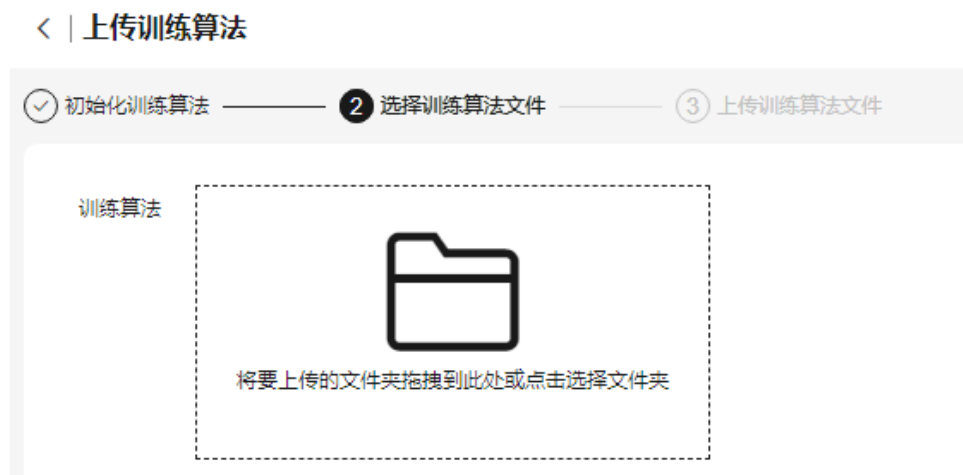 上传训练算法
初始化训练算法 2 选择训练算法文件 3 上传训练算法文件
训练算法
将要上传的文件夹拖拽到此处或点击选择文件夹